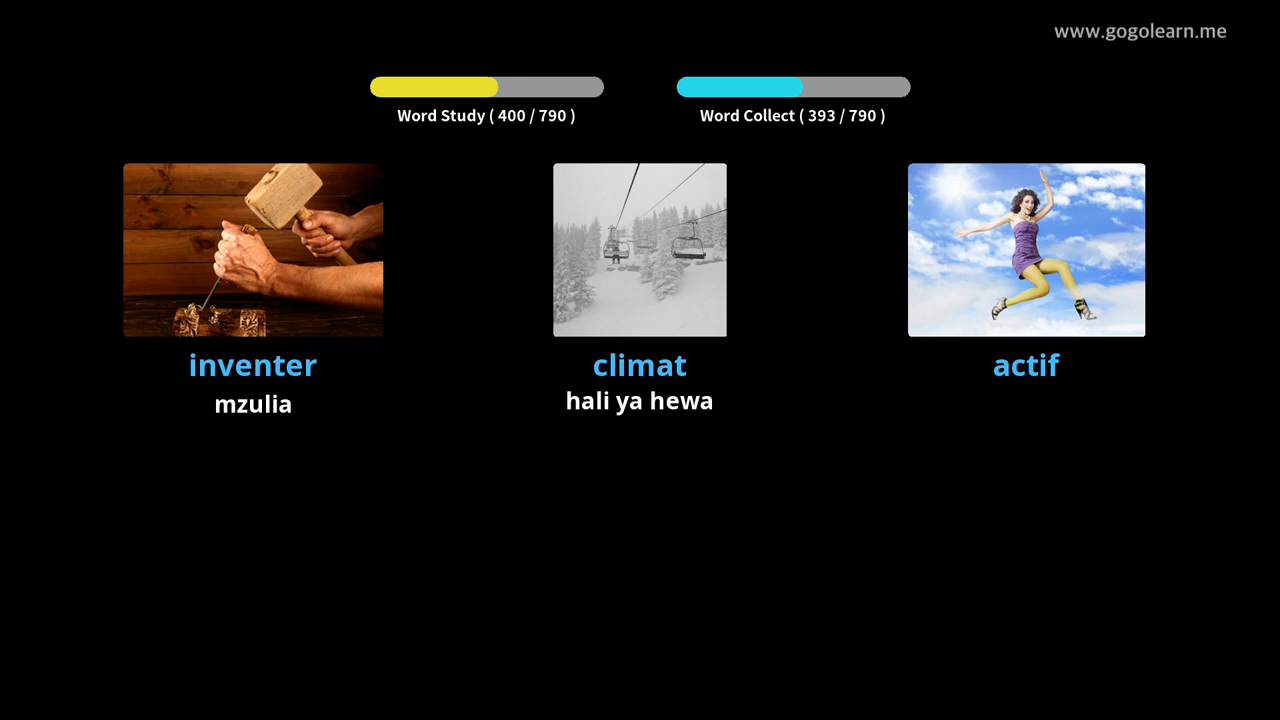 www.gogolearn.me
Word Study ( 400 / 790 )
Word Collect ( 393 / 790 )
inventer
climat
actif
mzulia
hali ya hewa